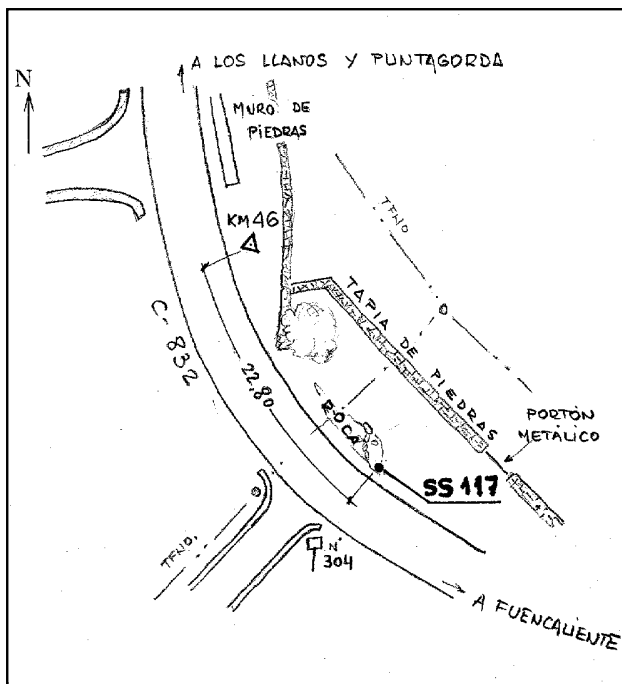 A LOS LLANOS Y PUNTAGORDA
N
MURO DE
PIEDRAS
TFNO.
KM 46
TAPIA DE PIEDRAS
C-832
22,80
ROCA
PORTÓN
METÁLICO
SS 117
TFNO.
Nº
304
A FUENCALIENTE